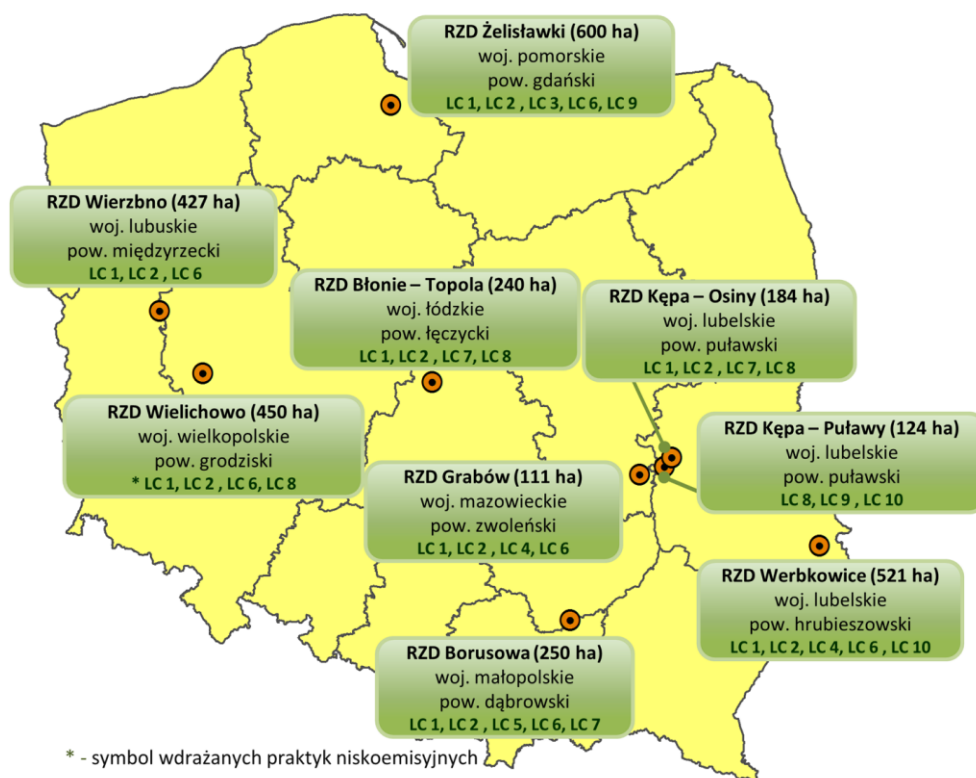 RZD Żelisławki (600 ha)
woj. pomorskie
pow. gdański
LC 1, LC 2 , LC 3, LC 6, LC 9
RZD Wierzbno (427 ha)
woj. lubuskie
pow. międzyrzecki
LC 1, LC 2 , LC 6
RZD Błonie – Topola (240 ha)
woj. łódzkie
pow. łęczycki
LC 1, LC 2 , LC 7, LC 8
RZD Kępa – Osiny (184 ha)
woj. lubelskie
pow. puławski
LC 1, LC 2 , LC 7, LC 8
RZD Wielichowo (450 ha)
woj. wielkopolskie
pow. grodziski
* LC 1, LC 2 , LC 6, LC 8
RZD Kępa – Puławy (124 ha)
woj. lubelskie
pow. puławski
LC 8, LC 9 , LC 10
RZD Grabów (111 ha)
woj. mazowieckie
pow. zwoleński
LC 1, LC 2 , LC 4, LC 6
RZD Werbkowice (521 ha)
woj. lubelskie
pow. hrubieszowski
LC 1, LC 2, LC 4, LC 6 , LC 10
RZD Borusowa (250 ha)
woj. małopolskie
pow. dąbrowski
LC 1, LC 2 , LC 5, LC 6, LC 7
* - symbol wdrażanych praktyk niskoemisyjnych